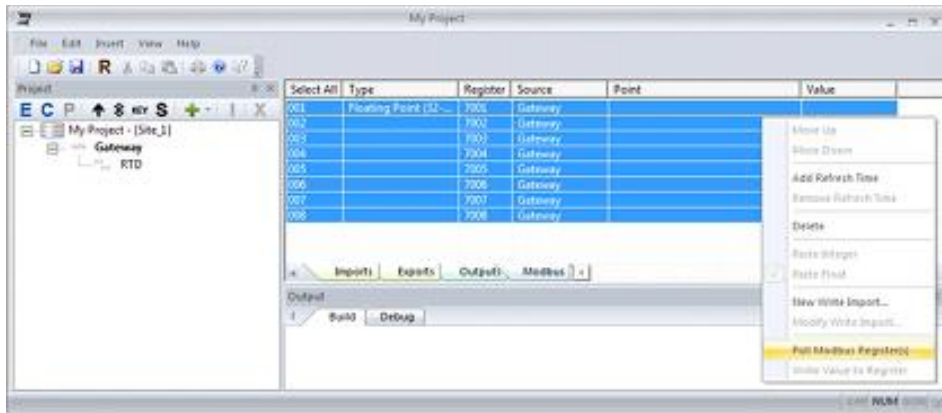 My Project
File Edit Insert View Help
R
Project
E C P KEY S X
My Project - [Site_1]
Gateway
RTD
Select All Type Register Source Point Value
001 Floating Point (32-... 7001 Gateway
002 7002 Gateway
003 7003 Gateway
004 7004 Gateway
005 7005 Gateway
006 7006 Gateway
007 7007 Gateway
008 7008 Gateway
Move Up
Move Down
Add Refresh Time
Remove Refresh Time
Delete
Paste Integer
Paste Float
New Write Import...
Modify Write Import...
Poll Modbus Register(s)
Write Value to Register
Imports Exports Outputs Modbus
Output
Build Debug
NUM